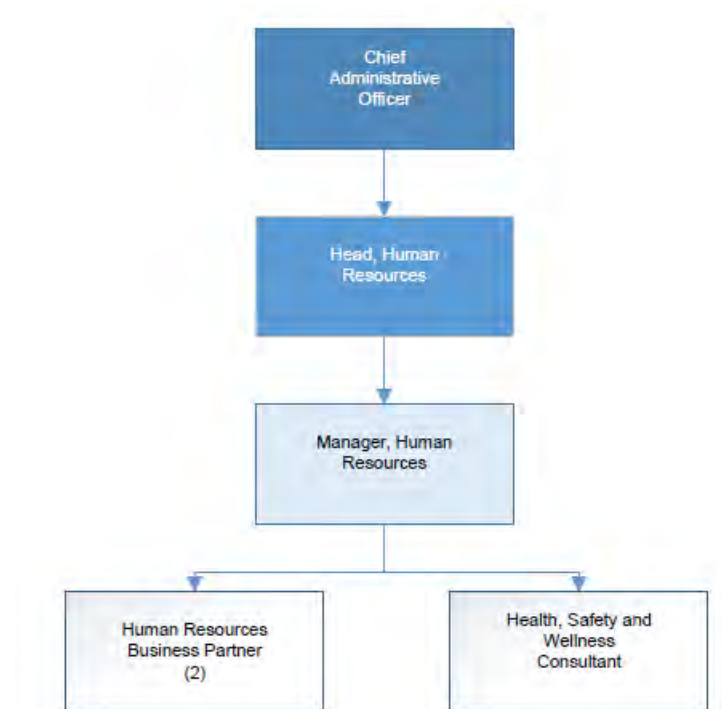 Chief
Administrative
Officer
Head, Human
Resources
Manager, Human
Resources
Human Resources
Business Partner
(2)
Health, Safety and
Wellness
Consultant